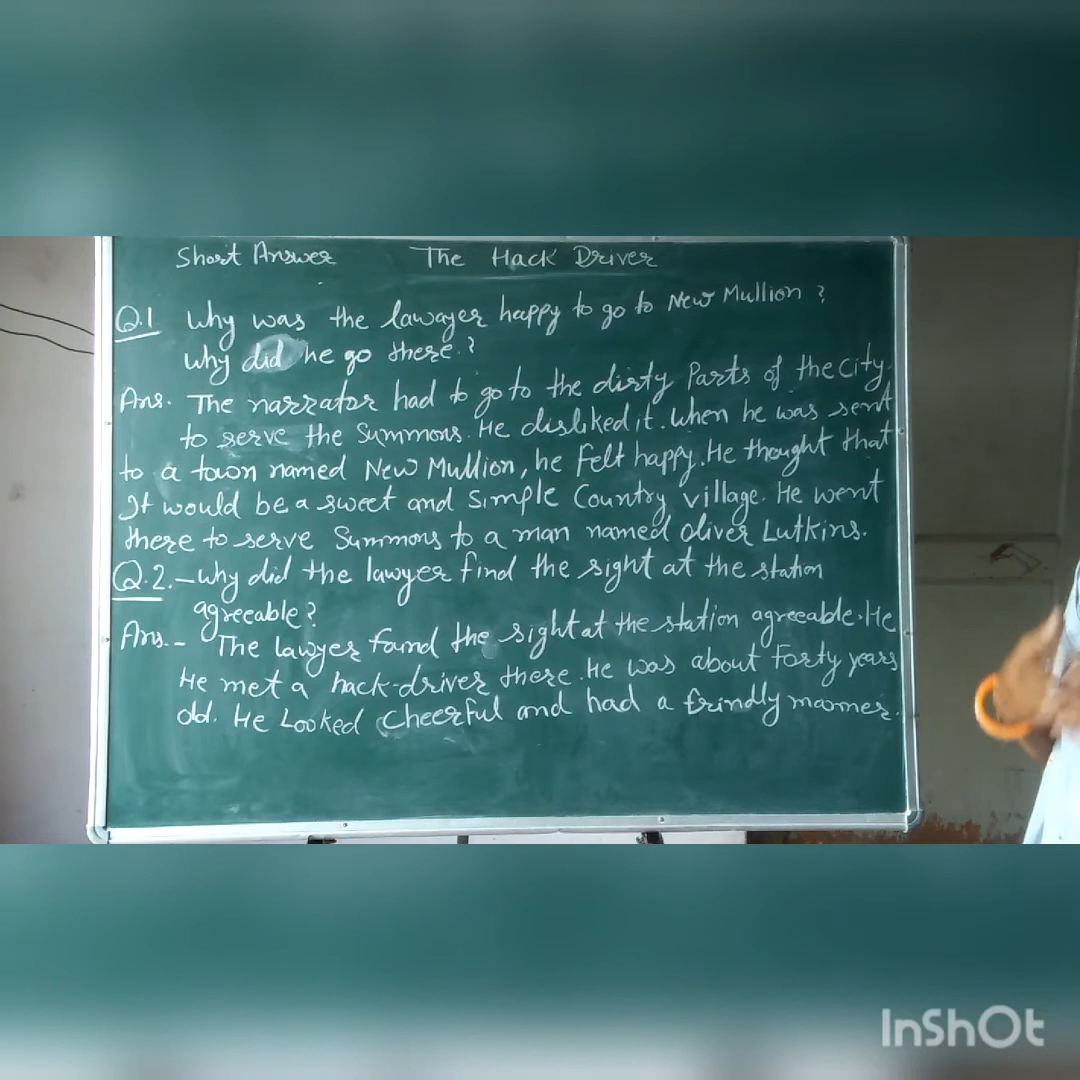 Short Answer The Hack Driver
Q.1 Why was the lawayer happy to go to New Mullion ?
Why did he go there.?
Ans. The narrator had to go to the dirty Parts of the city.
to serve the Summons. He disliked it. When he was sent
to a town named New Mullion, he felt happy. He thought that
It would be a sweet and simple Country village. He went
there to serve Summons to a man named Oliver Lutkins.
Q.2.- Why did the lawyer find the sight at the station
agreeable?
Ans.- The lawyer found the sight at the station agreeable. He
He met a hack-driver there. He was about Forty years
old. He Looked Cheerful and had a frindly manner.
InShOt